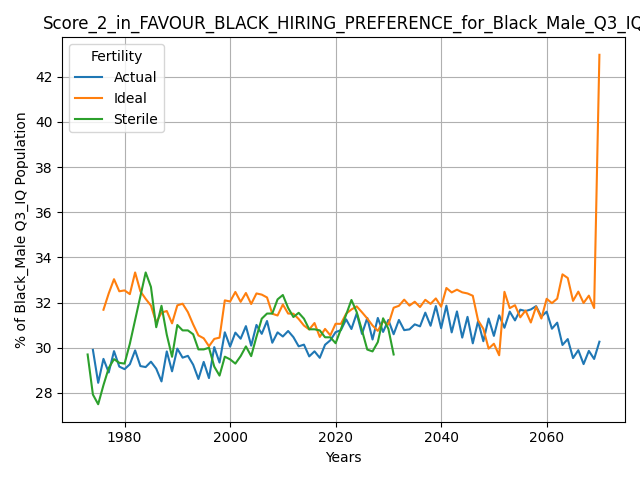 Score_2_in_FAVOUR_BLACK_HIRING_PREFERENCE_for_Black_Male_Q3_IQ
Fertility
Actual
Ideal
Sterile
% of Black_Male Q3_IQ Population
42
40
38
36
34
32
30
28
1980
2000
2020
2040
2060
Years